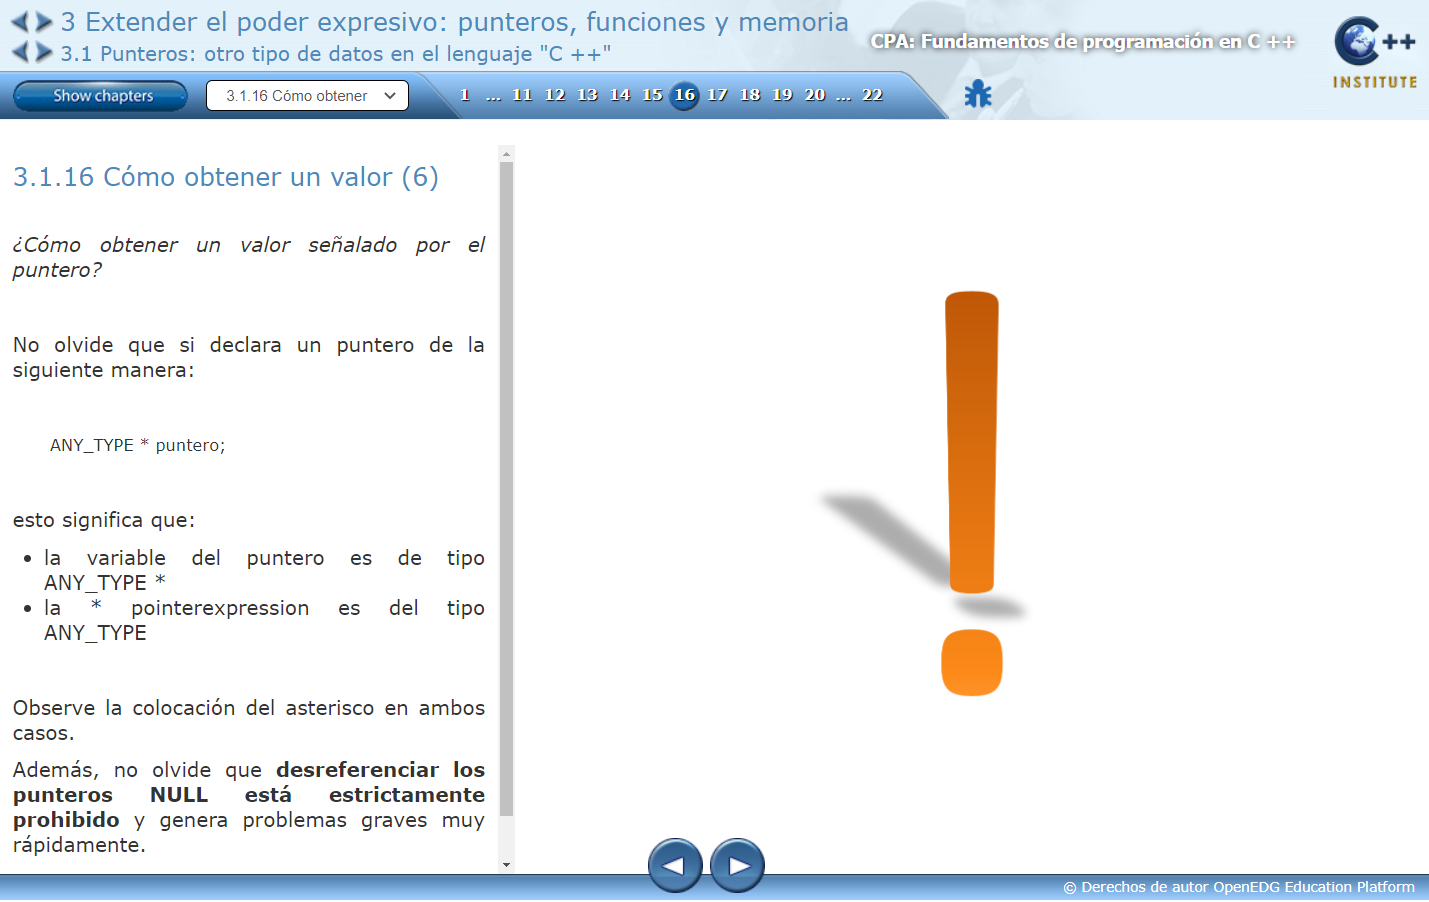 3 Extender el poder expresivo: punteros, funciones y memoria
3.1 Punteros: otro tipo de datos en el lenguaje "C ++"
CPA: Fundamentos de programación en C ++
C++
INSTITUTE
Show chapters
3.1.16 Cómo obtener
1 ... 11 12 13 14 15 16 17 18 19 20 ... 22
3.1.16 Cómo obtener un valor (6)
¿Cómo obtener un valor señalado por el
puntero?
No olvide que si declara un puntero de la
siguiente manera:
ANY_TYPE * puntero;
esto significa que:
• la variable del puntero es de tipo
ANY_TYPE *
• la * pointerexpression es del tipo
ANY_TYPE
Observe la colocación del asterisco en ambos
casos.
Además, no olvide que desreferenciar los
punteros NULL está estrictamente
prohibido y genera problemas graves muy
rápidamente.
© Derechos de autor OpenEDG Education Platform